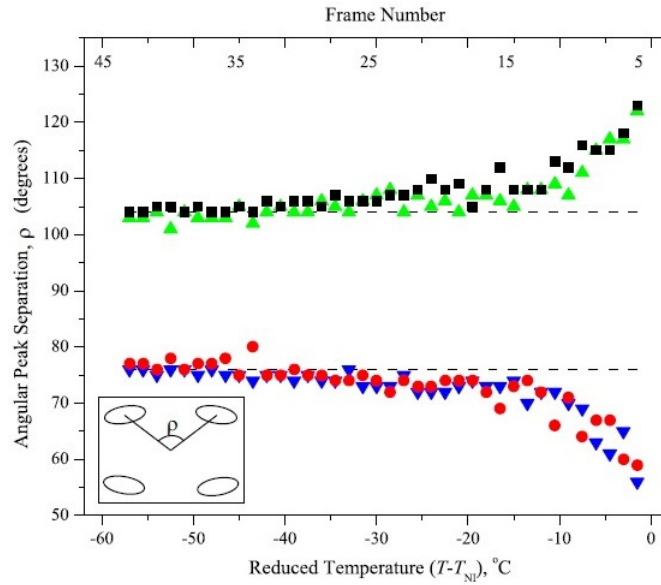 Frame Number
45 35 25 15 5
Angular Peak Separation, ρ (degrees)
130
120
110
100
90
80
70
60
50
ρ
-60 -50 -40 -30 -20 -10 0
Reduced Temperature (T-T_NI), °C